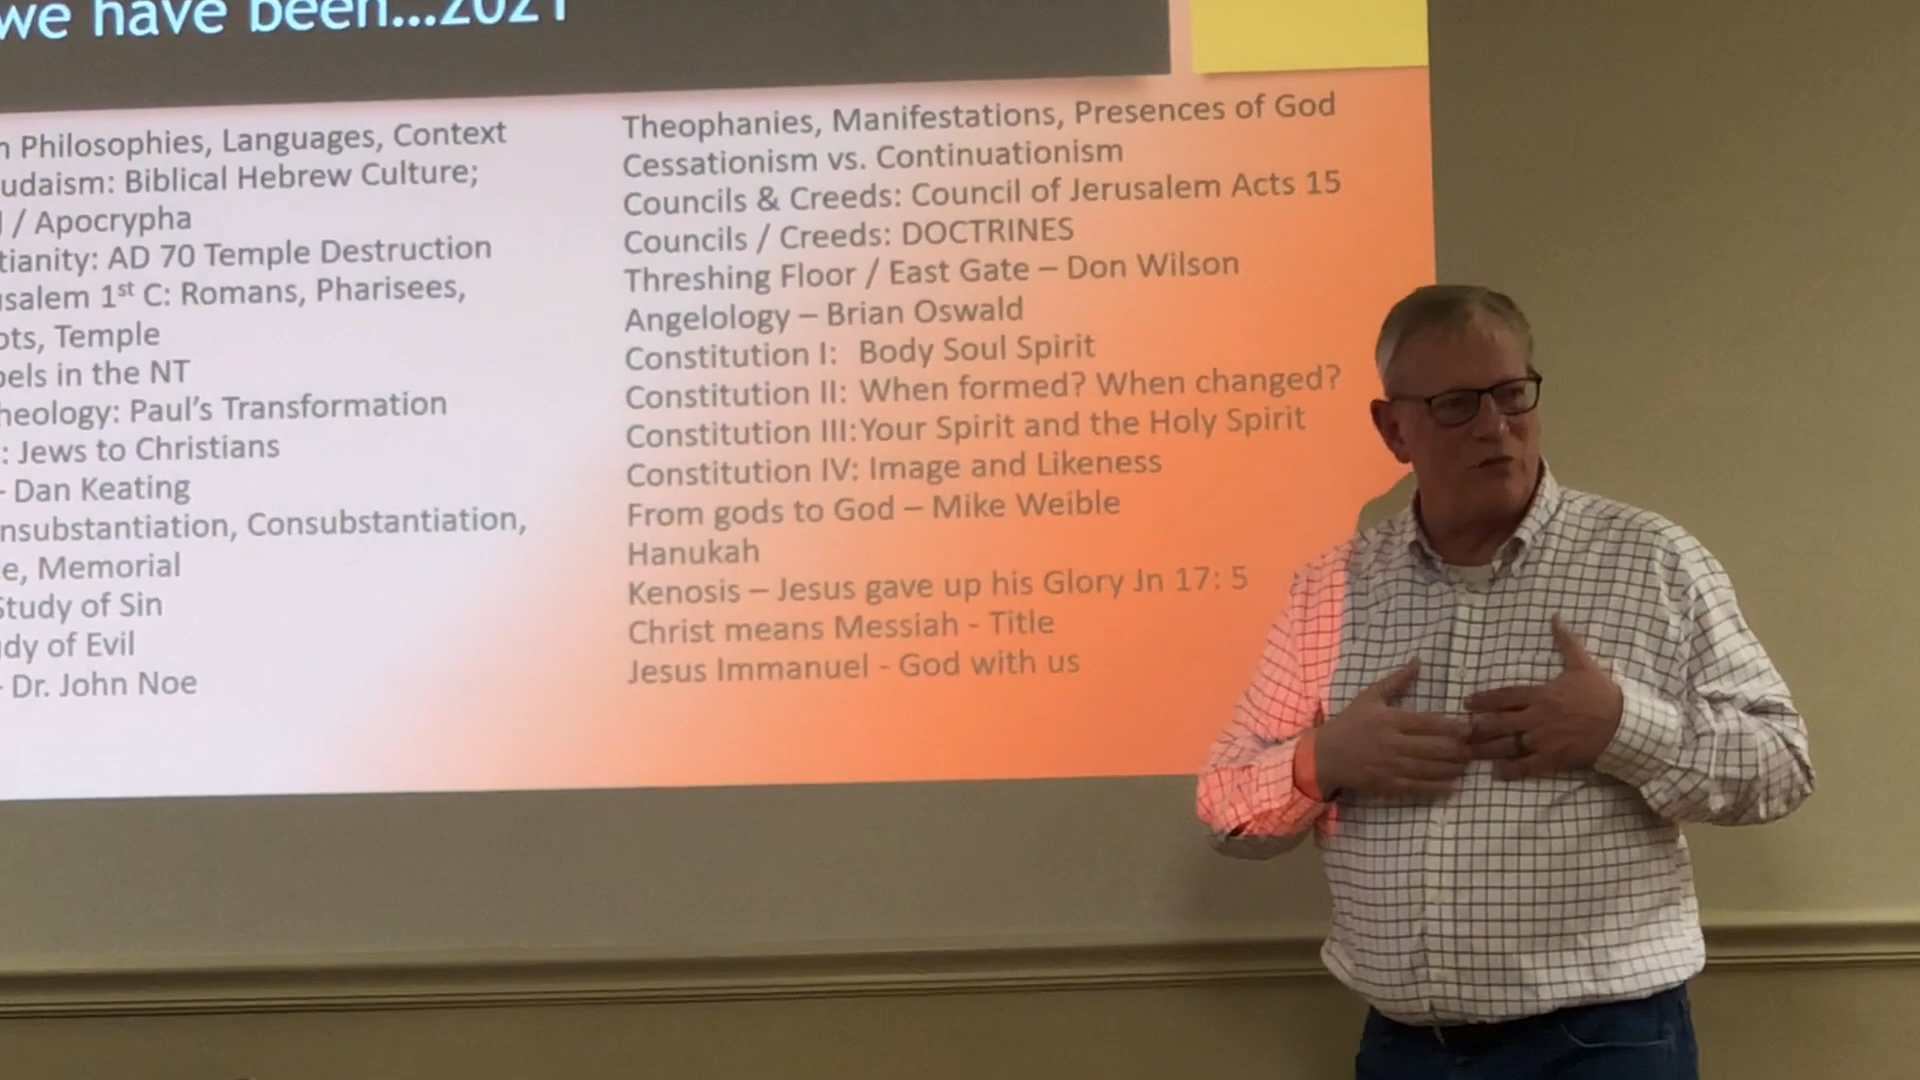 we have been...2021
Philosophies, Languages, Context
udaism: Biblical Hebrew Culture;
/ Apocrypha
tianity: AD 70 Temple Destruction
usalem 1st C: Romans, Pharisees,
ots, Temple
pels in the NT
heology: Paul's Transformation
: Jews to Christians
- Dan Keating
nsubstantiation, Consubstantiation,
e, Memorial
Study of Sin
dy of Evil
- Dr. John Noe
Theophanies, Manifestations, Presences of God
Cessationism vs. Continuationism
Councils & Creeds: Council of Jerusalem Acts 15
Councils / Creeds: DOCTRINES
Threshing Floor / East Gate – Don Wilson
Angelology – Brian Oswald
Constitution I: Body Soul Spirit
Constitution II: When formed? When changed?
Constitution III: Your Spirit and the Holy Spirit
Constitution IV: Image and Likeness
From gods to God – Mike Weible
Hanukah
Kenosis – Jesus gave up his Glory Jn 17: 5
Christ means Messiah - Title
Jesus Immanuel - God with us